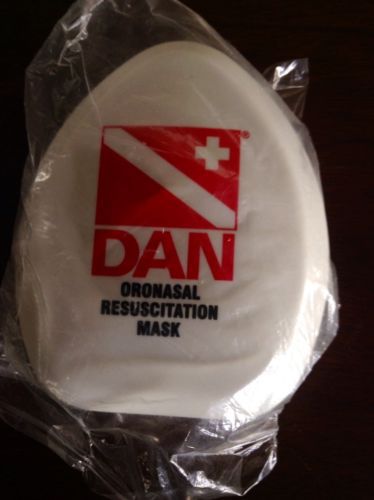 ®
DAN
ORONASAL
RESUSCITATION
MASK